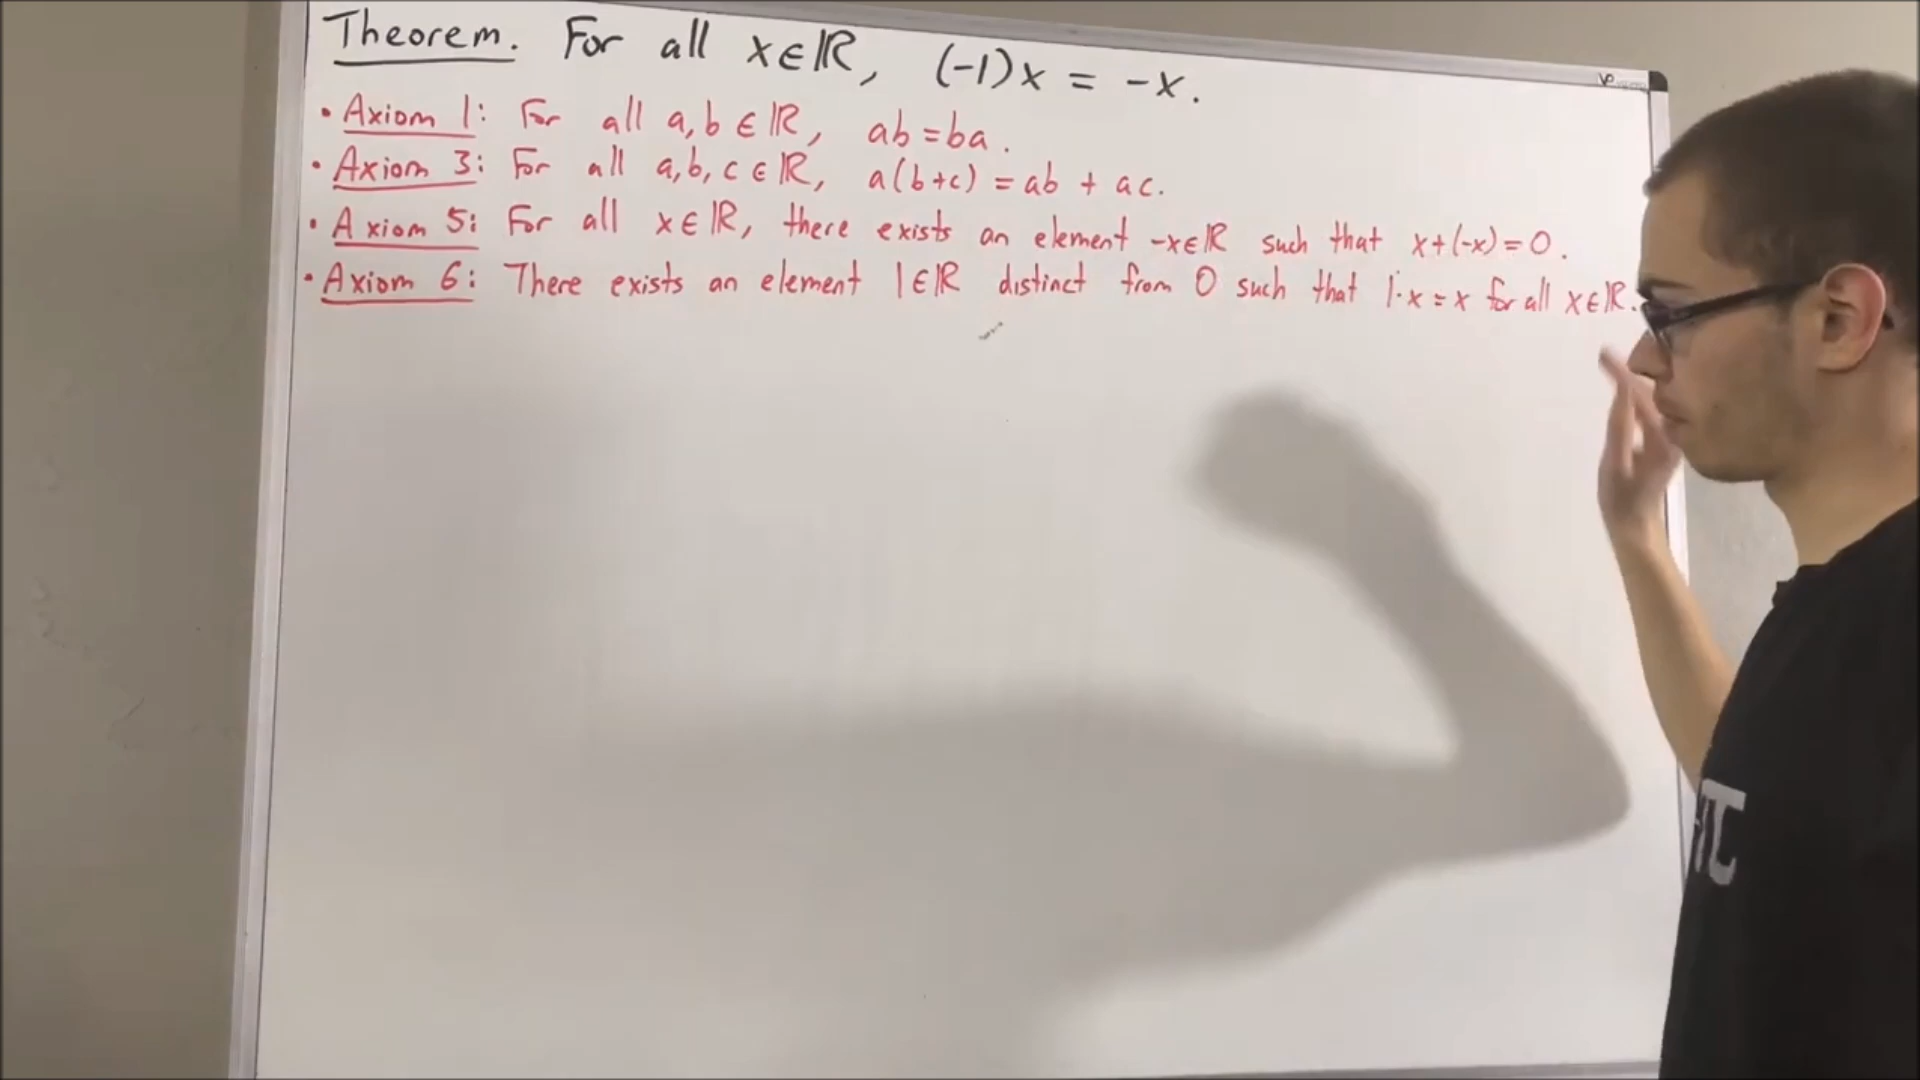 Theorem. For all x∈ℝ, (-1)x = -x.
• Axiom 1: For all a,b ∈ ℝ, ab = ba.
• Axiom 3: For all a,b,c ∈ ℝ, a(b+c) = ab + ac.
• Axiom 5: For all x∈ℝ, there exists an element -x∈ℝ such that x+(-x)=0.
• Axiom 6: There exists an element 1∈ℝ distinct from 0 such that 1·x = x for all x∈ℝ.